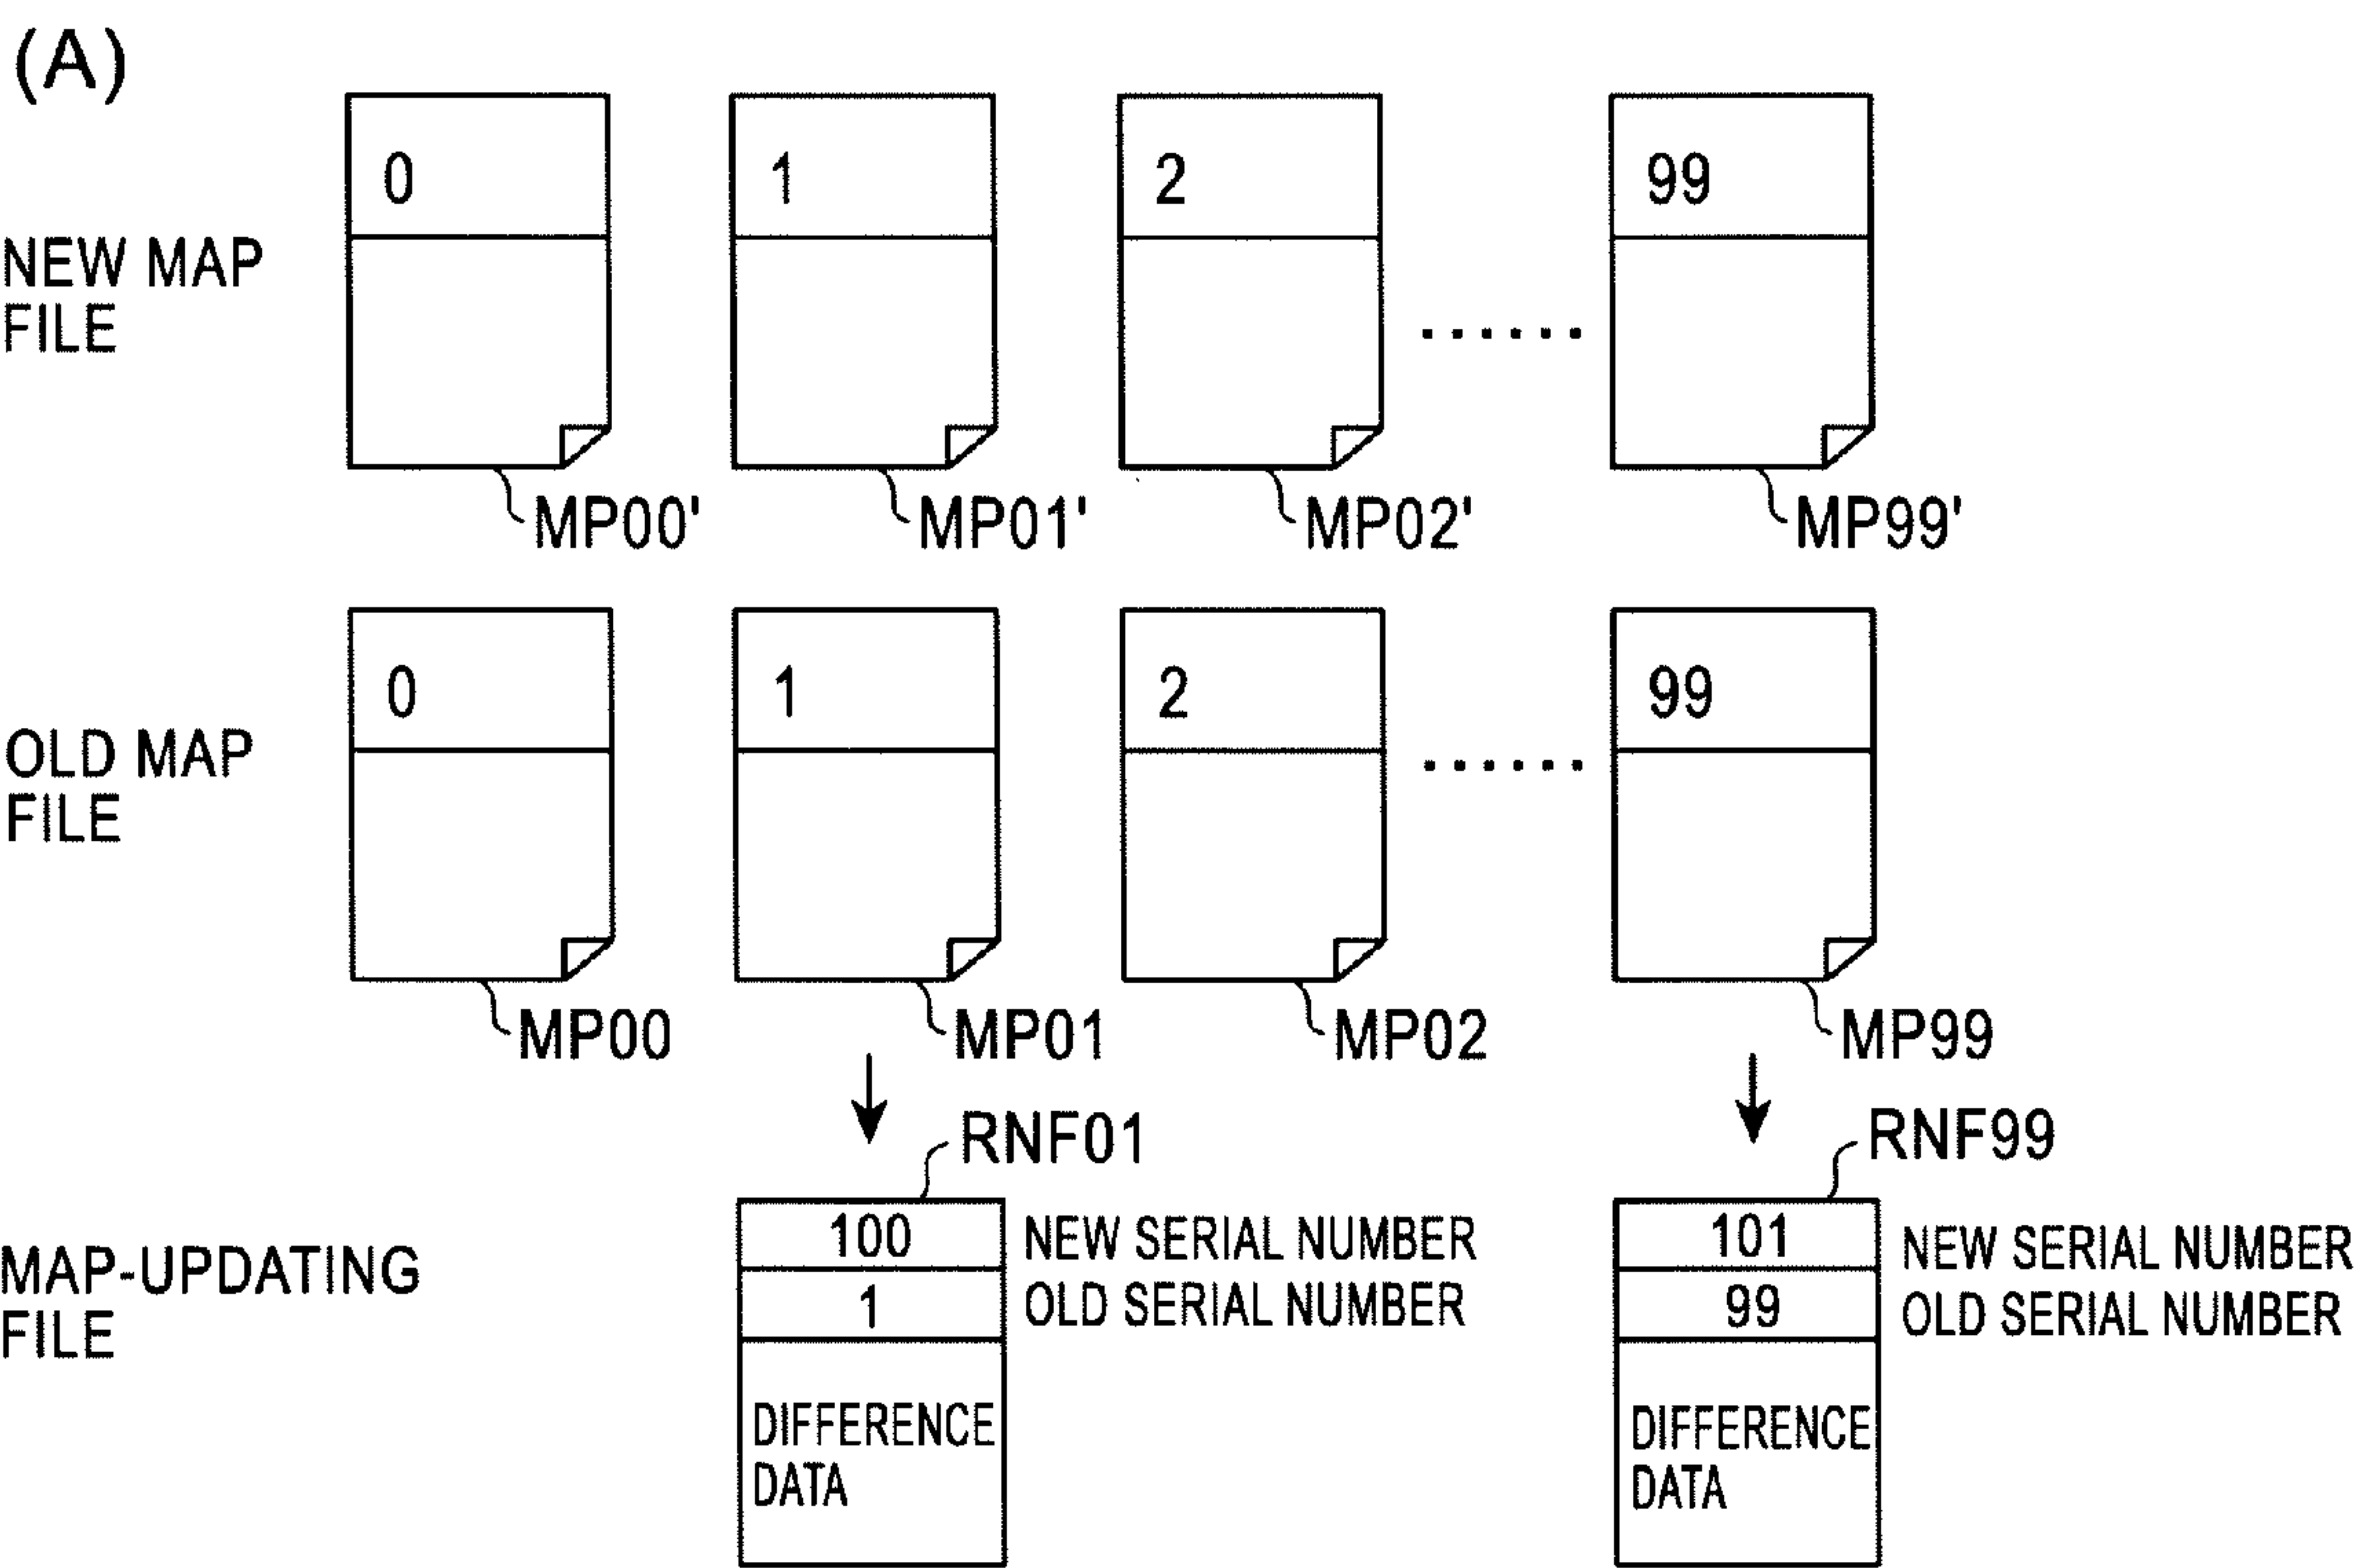 (A)
0 1 2 99
NEW MAP
FILE
......
MP00' MP01' MP02' MP99'
0 1 2 99
OLD MAP
FILE
......
MP00 MP01 MP02 MP99
RNF01 RNF99
100 NEW SERIAL NUMBER 101 NEW SERIAL NUMBER
MAP-UPDATING
FILE
1 OLD SERIAL NUMBER 99 OLD SERIAL NUMBER
DIFFERENCE
DATA
DIFFERENCE
DATA